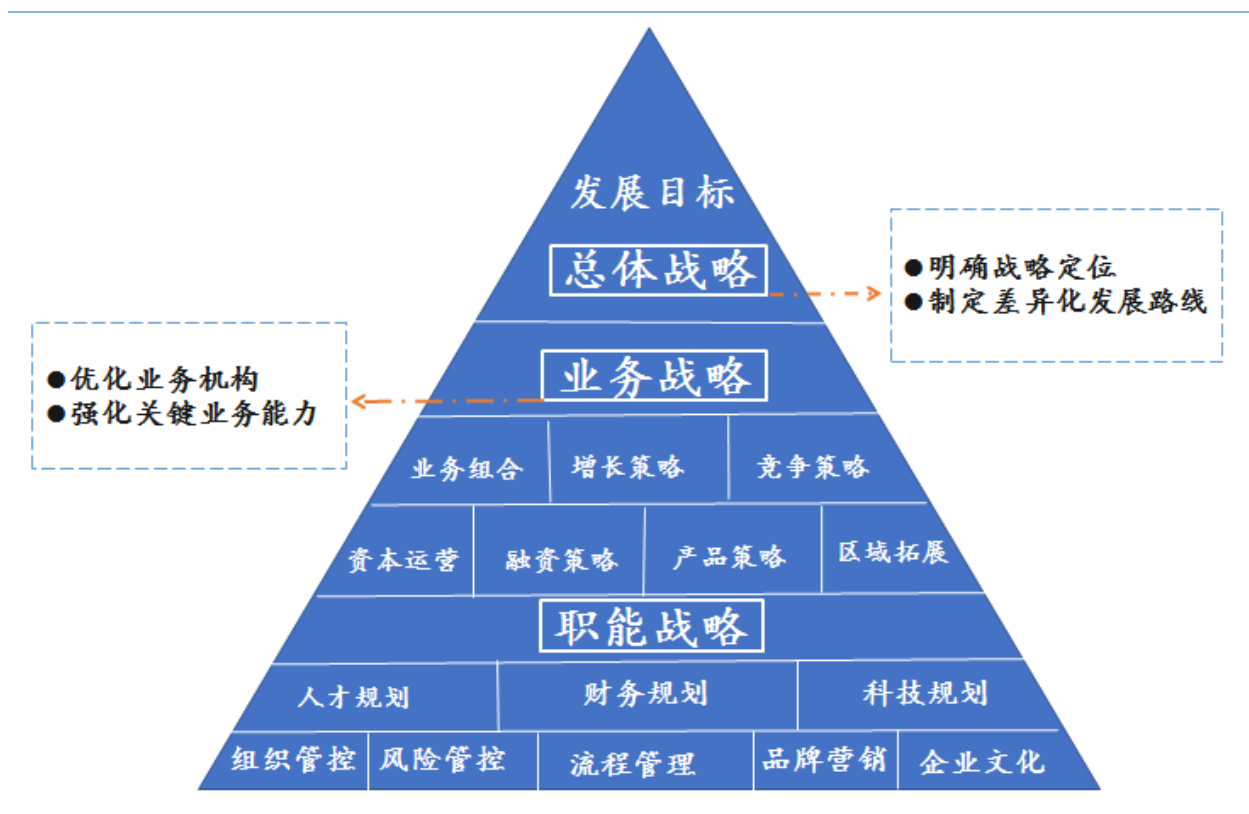 发展目标
总体战略
●明确战略定位
●制定差异化发展路线
业务战略
●优化业务机构
●强化关键业务能力
业务组合 增长策略 竞争策略
资本运营 融资策略 产品策略 区域拓展
职能战略
人才规划 财务规划 科技规划
组织管控 风险管控 流程管理 品牌营销 企业文化